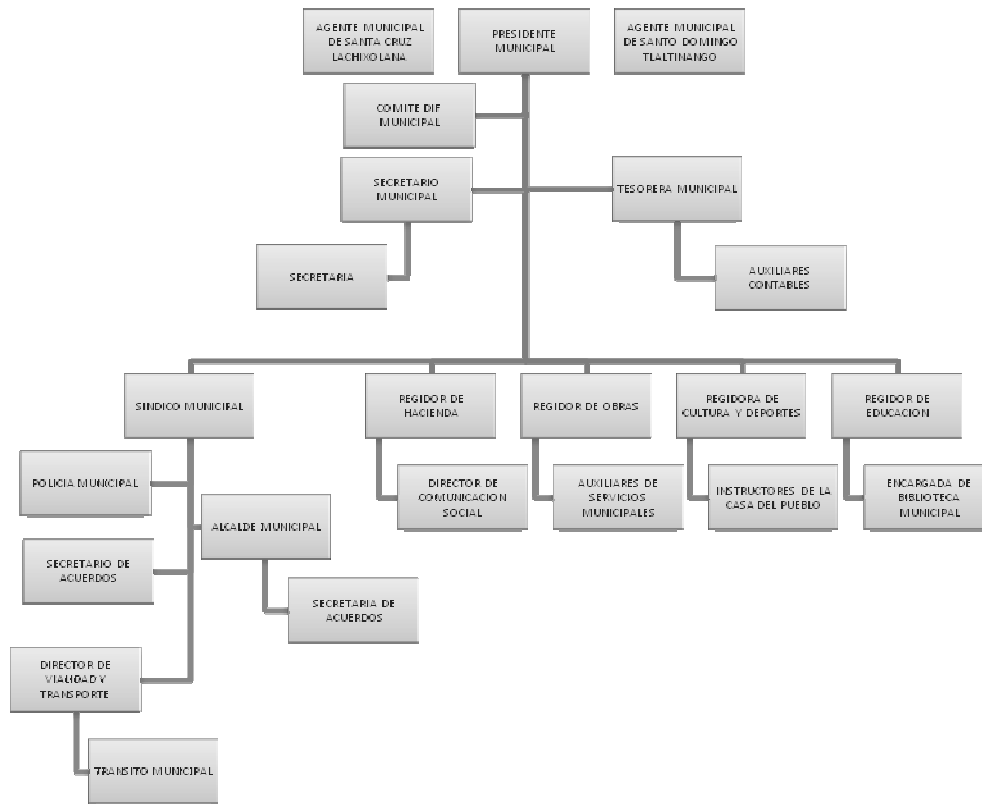 AGENTE MUNICIPAL
DE SANTA CRUZ
LACHIXOLANA
PRESIDENTE
MUNICIPAL
AGENTE MUNICIPAL
DE SANTO DOMINGO
TLALTINANGO
COMITE DIF
MUNICIPAL
SECRETARIO
MUNICIPAL
TESORERA MUNICIPAL
SECRETARIA
AUXILIARES
CONTABLES
SINDICO MUNICIPAL
REGIDOR DE
HACIENDA
REGIDOR DE OBRAS
REGIDORA DE
CULTURA Y DEPORTES
REGIDOR DE
EDUCACION
POLICIA MUNICIPAL
DIRECTOR DE
COMUNICACION
SOCIAL
AUXILIARES DE
SERVICIOS
MUNICIPALES
INSTRUCTORES DE LA
CASA DEL PUEBLO
ENCARGADA DE
BIBLIOTECA
MUNICIPAL
ALCALDE MUNICIPAL
SECRETARIO DE
ACUERDOS
SECRETARIA DE
ACUERDOS
DIRECTOR DE
VIALIDAD Y
TRANSPORTE
TRANSITO MUNICIPAL